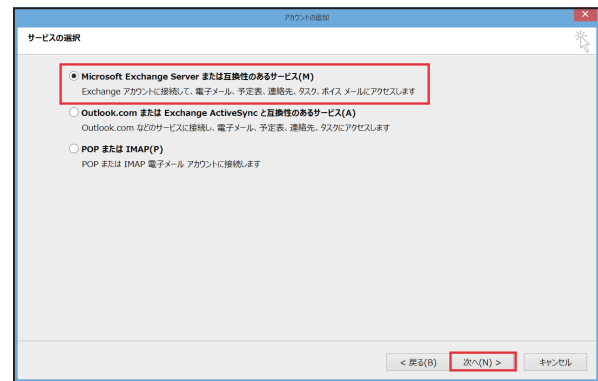 アカウントの追加
サービスの選択
Microsoft Exchange Server または互換性のあるサービス(M)
Exchange アカウントに接続して、電子メール、予定表、連絡先、タスク、ボイス メールにアクセスします
Outlook.com または Exchange ActiveSync と互換性のあるサービス(A)
Outlook.com などのサービスに接続し、電子メール、予定表、連絡先、タスクにアクセスします
POP または IMAP(P)
POP または IMAP 電子メール アカウントに接続します
< 戻る(B) 次へ(N) > キャンセル